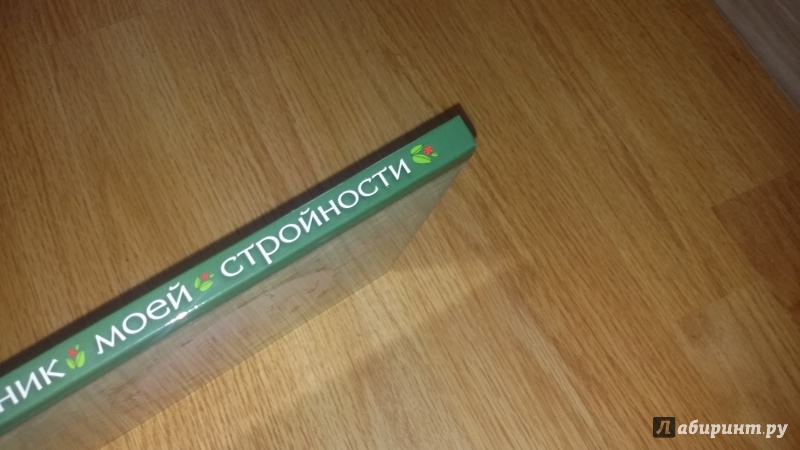 ник моей стройности
Лабиринт.ру